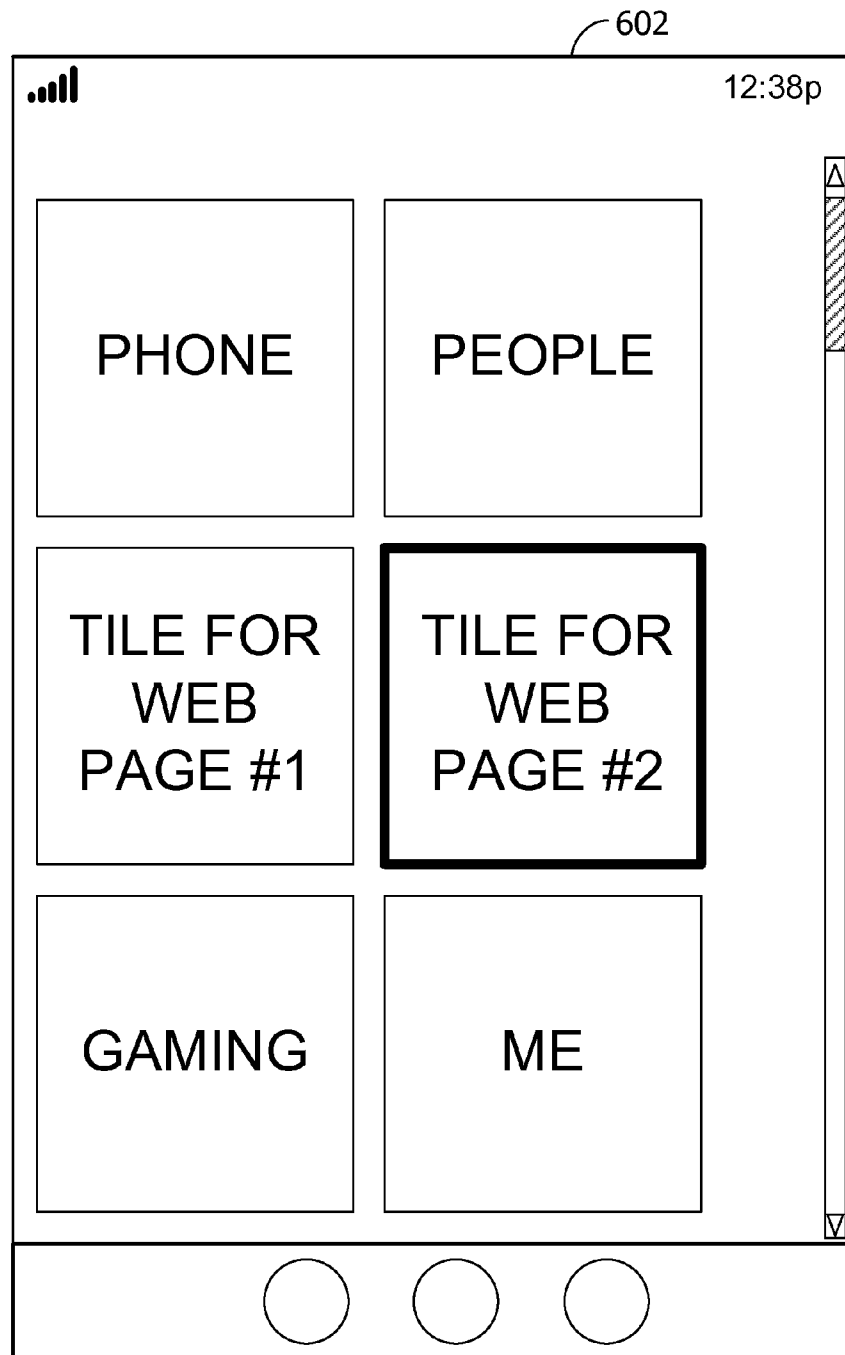 602
12:38p
PHONE
PEOPLE
TILE FOR
WEB
PAGE #1
TILE FOR
WEB
PAGE #2
GAMING
ME